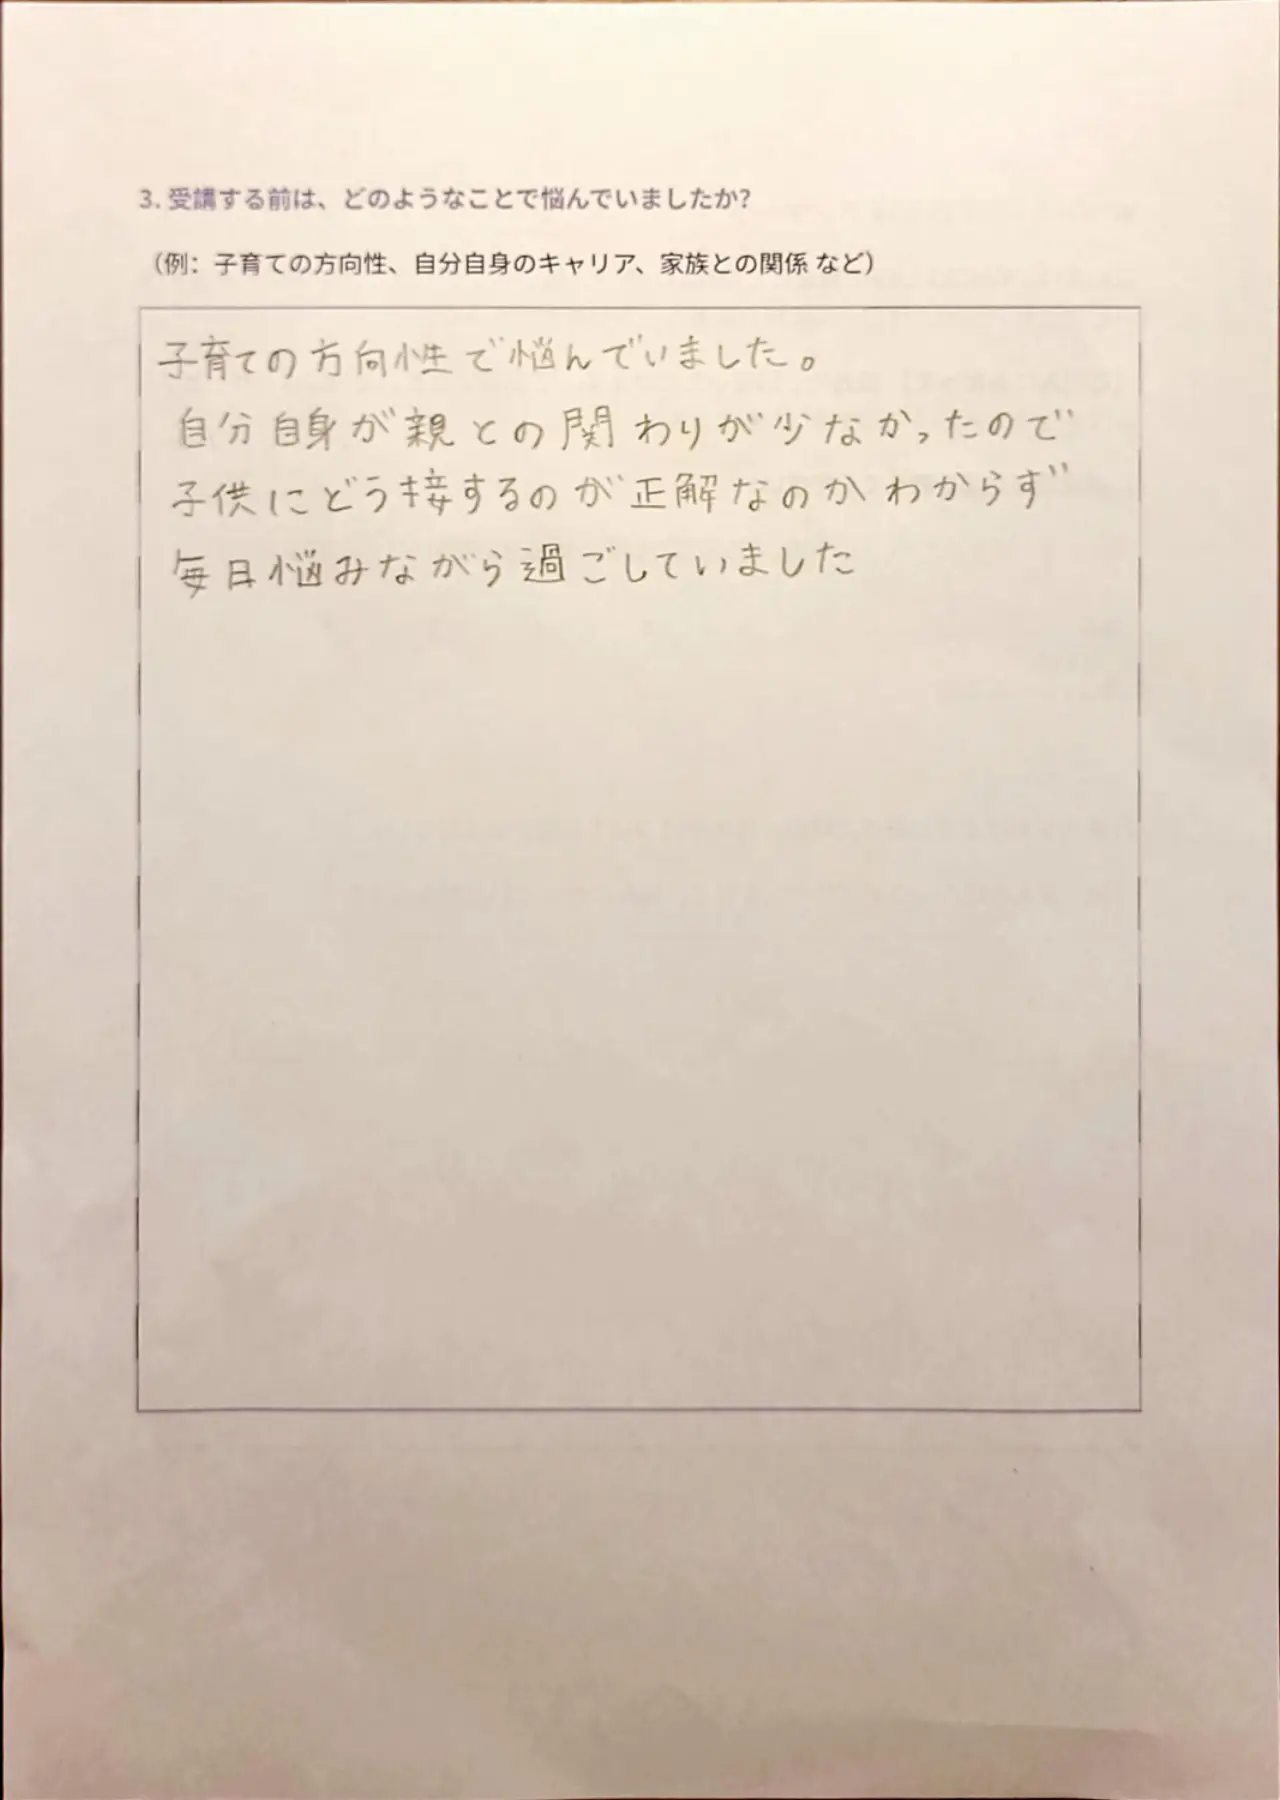 3. 受講する前は、どのようなことで悩んでいましたか?
（例：子育ての方向性、自分自身のキャリア、家族との関係 など）
子育ての方向性で悩んでいました。
自分自身が親との関わりが少なかったので
子供にどう接するのが正解なのかわからず
毎日悩みながら過ごしていました